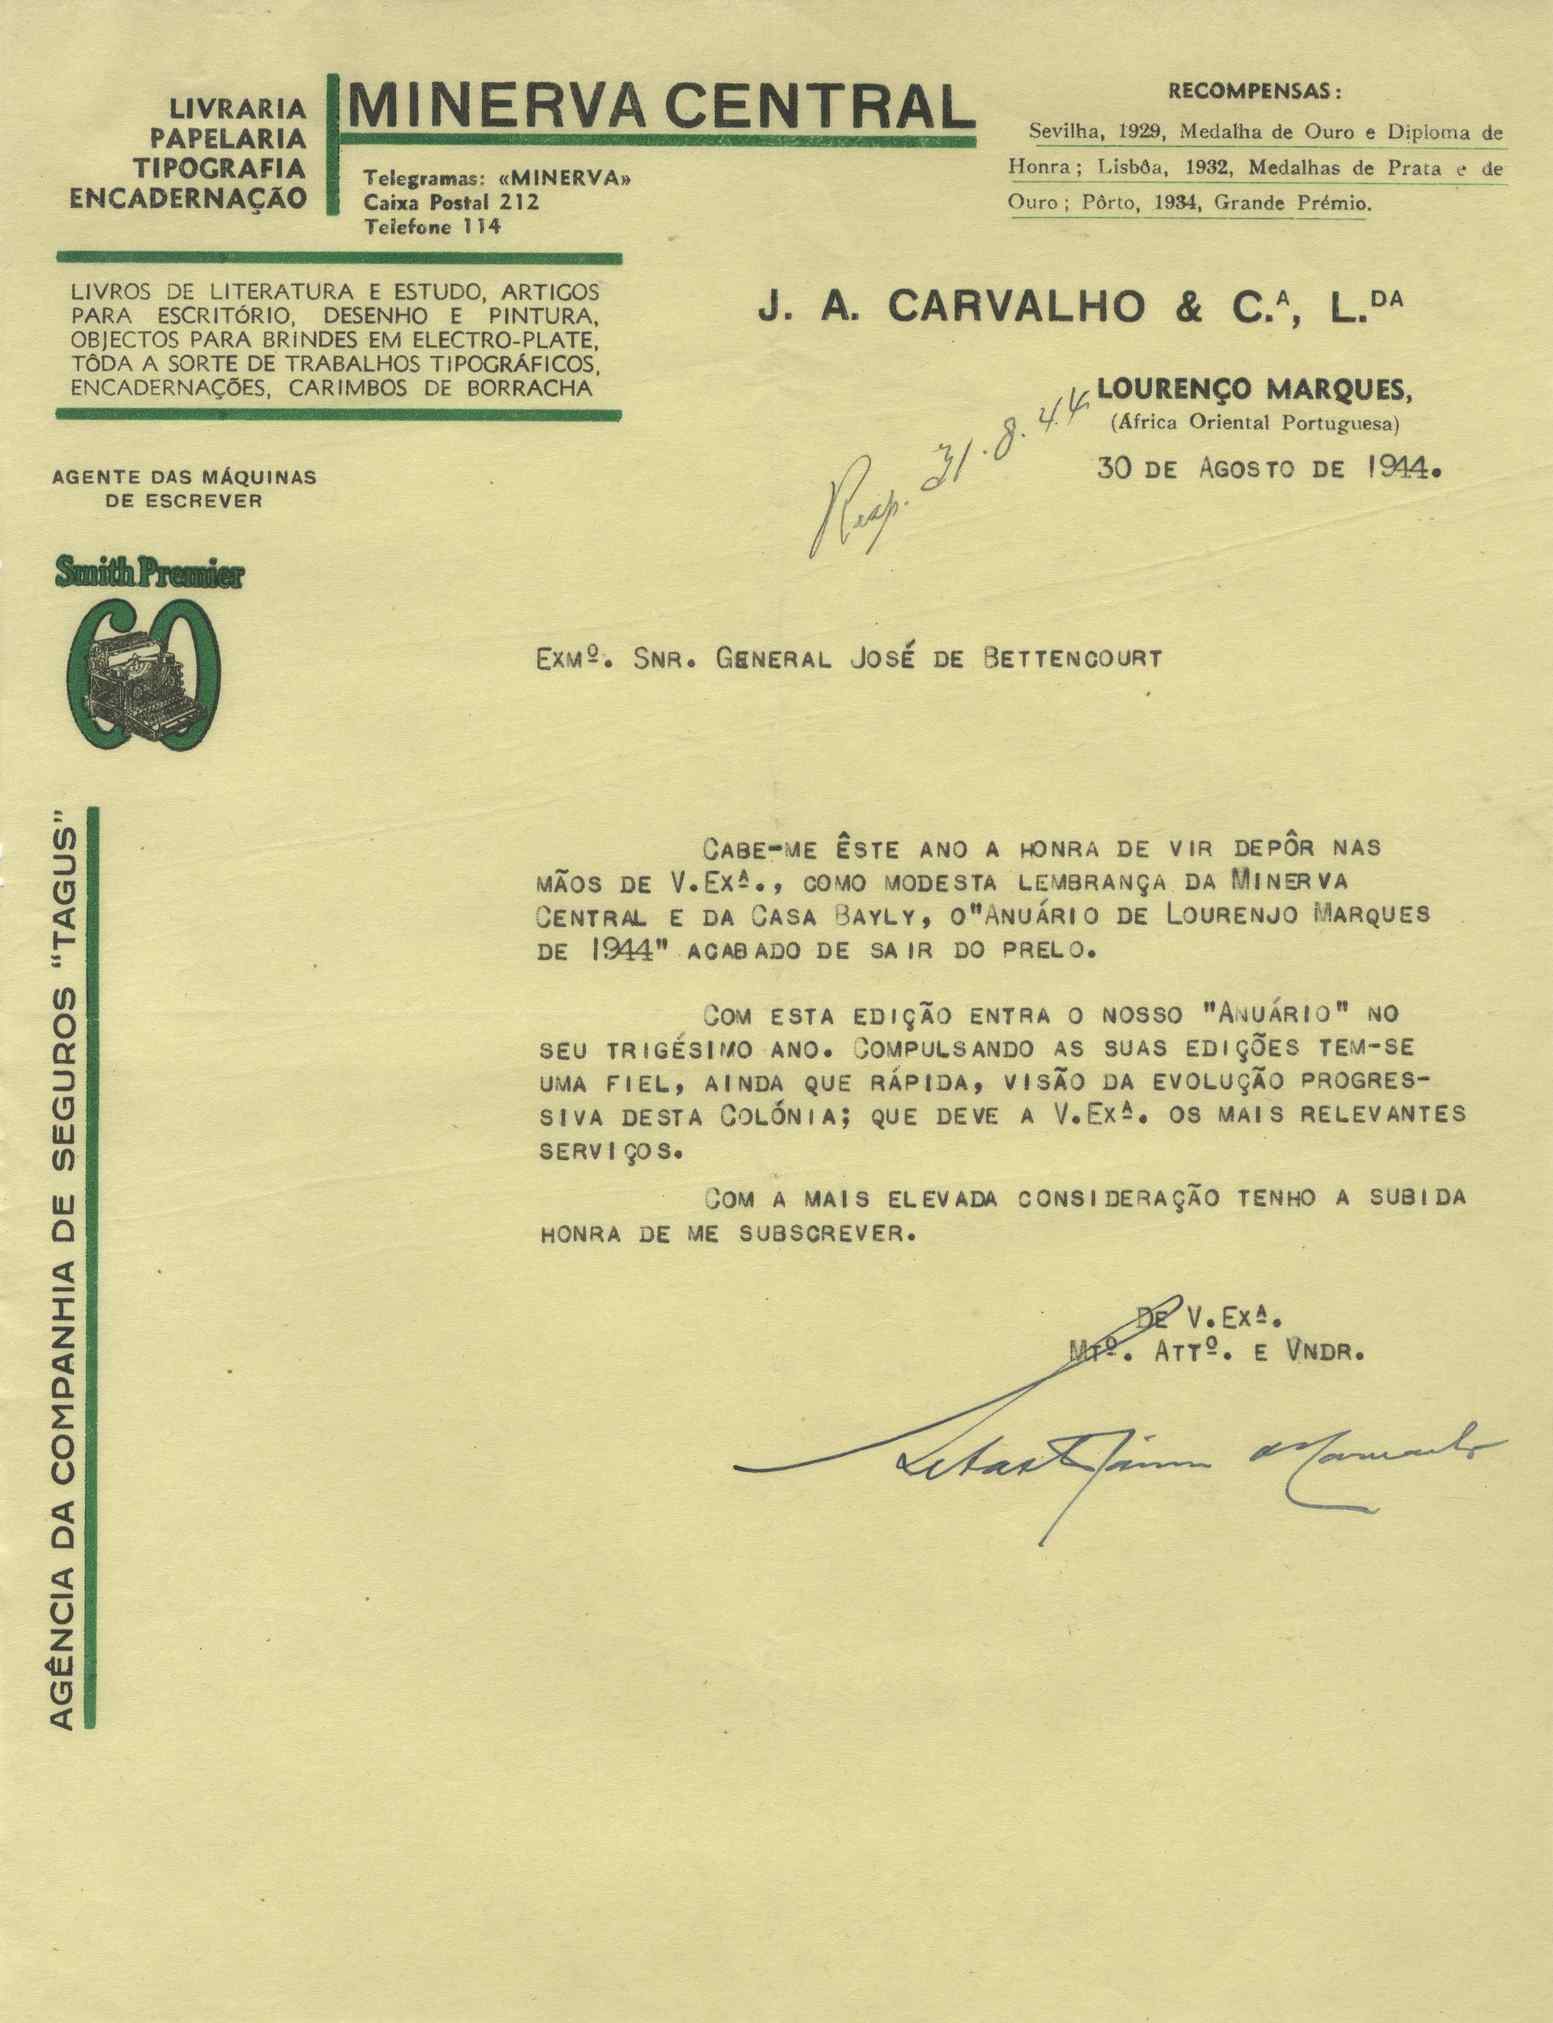 LIVRARIA
PAPELARIA
TIPOGRAFIA
ENCADERNAÇÃO
MINERVA CENTRAL
Telegramas: «MINERVA»
Caixa Postal 212
Telefone 114
RECOMPENSAS:
Sevilha, 1929, Medalha de Ouro e Diploma de
Honra; Lisbôa, 1932, Medalhas de Prata e de
Ouro; Pôrto, 1934, Grande Prémio.
LIVROS DE LITERATURA E ESTUDO, ARTIGOS
PARA ESCRITÓRIO, DESENHO E PINTURA,
OBJECTOS PARA BRINDES EM ELECTRO-PLATE,
TÔDA A SORTE DE TRABALHOS TIPOGRÁFICOS,
ENCADERNAÇÕES, CARIMBOS DE BORRACHA
J. A. CARVALHO & C.ᴬ, L.ᴰᴬ
LOURENÇO MARQUES,
(África Oriental Portuguesa)
30 DE AGOSTO DE 1944.
Resp. 31.8.44
AGENTE DAS MÁQUINAS
DE ESCREVER
Smith Premier
60
EXMº. SNR. GENERAL JOSÉ DE BETTENCOURT
CABE-ME ÊSTE ANO A HONRA DE VIR DEPÔR NAS
MÃOS DE V.EXª., COMO MODESTA LEMBRANÇA DA MINERVA
CENTRAL E DA CASA BAYLY, O"ANUÁRIO DE LOURENJO MARQUES
DE 1944" ACABADO DE SAIR DO PRELO.
COM ESTA EDIÇÃO ENTRA O NOSSO "ANUÁRIO" NO
SEU TRIGÉSIMO ANO. COMPULSANDO AS SUAS EDIÇÕES TEM-SE
UMA FIEL, AINDA QUE RÁPIDA, VISÃO DA EVOLUÇÃO PROGRES-
SIVA DESTA COLÓNIA; QUE DEVE A V.EXª. OS MAIS RELEVANTES
SERVIÇOS.
COM A MAIS ELEVADA CONSIDERAÇÃO TENHO A SUBIDA
HONRA DE ME SUBSCREVER.
DE V.EXª.
MTº. ATTº. E VNDR.
AGÊNCIA DA COMPANHIA DE SEGUROS "TAGUS"